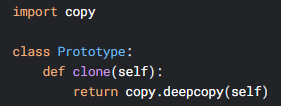 import copy

class Prototype:
    def clone(self):
        return copy.deepcopy(self)